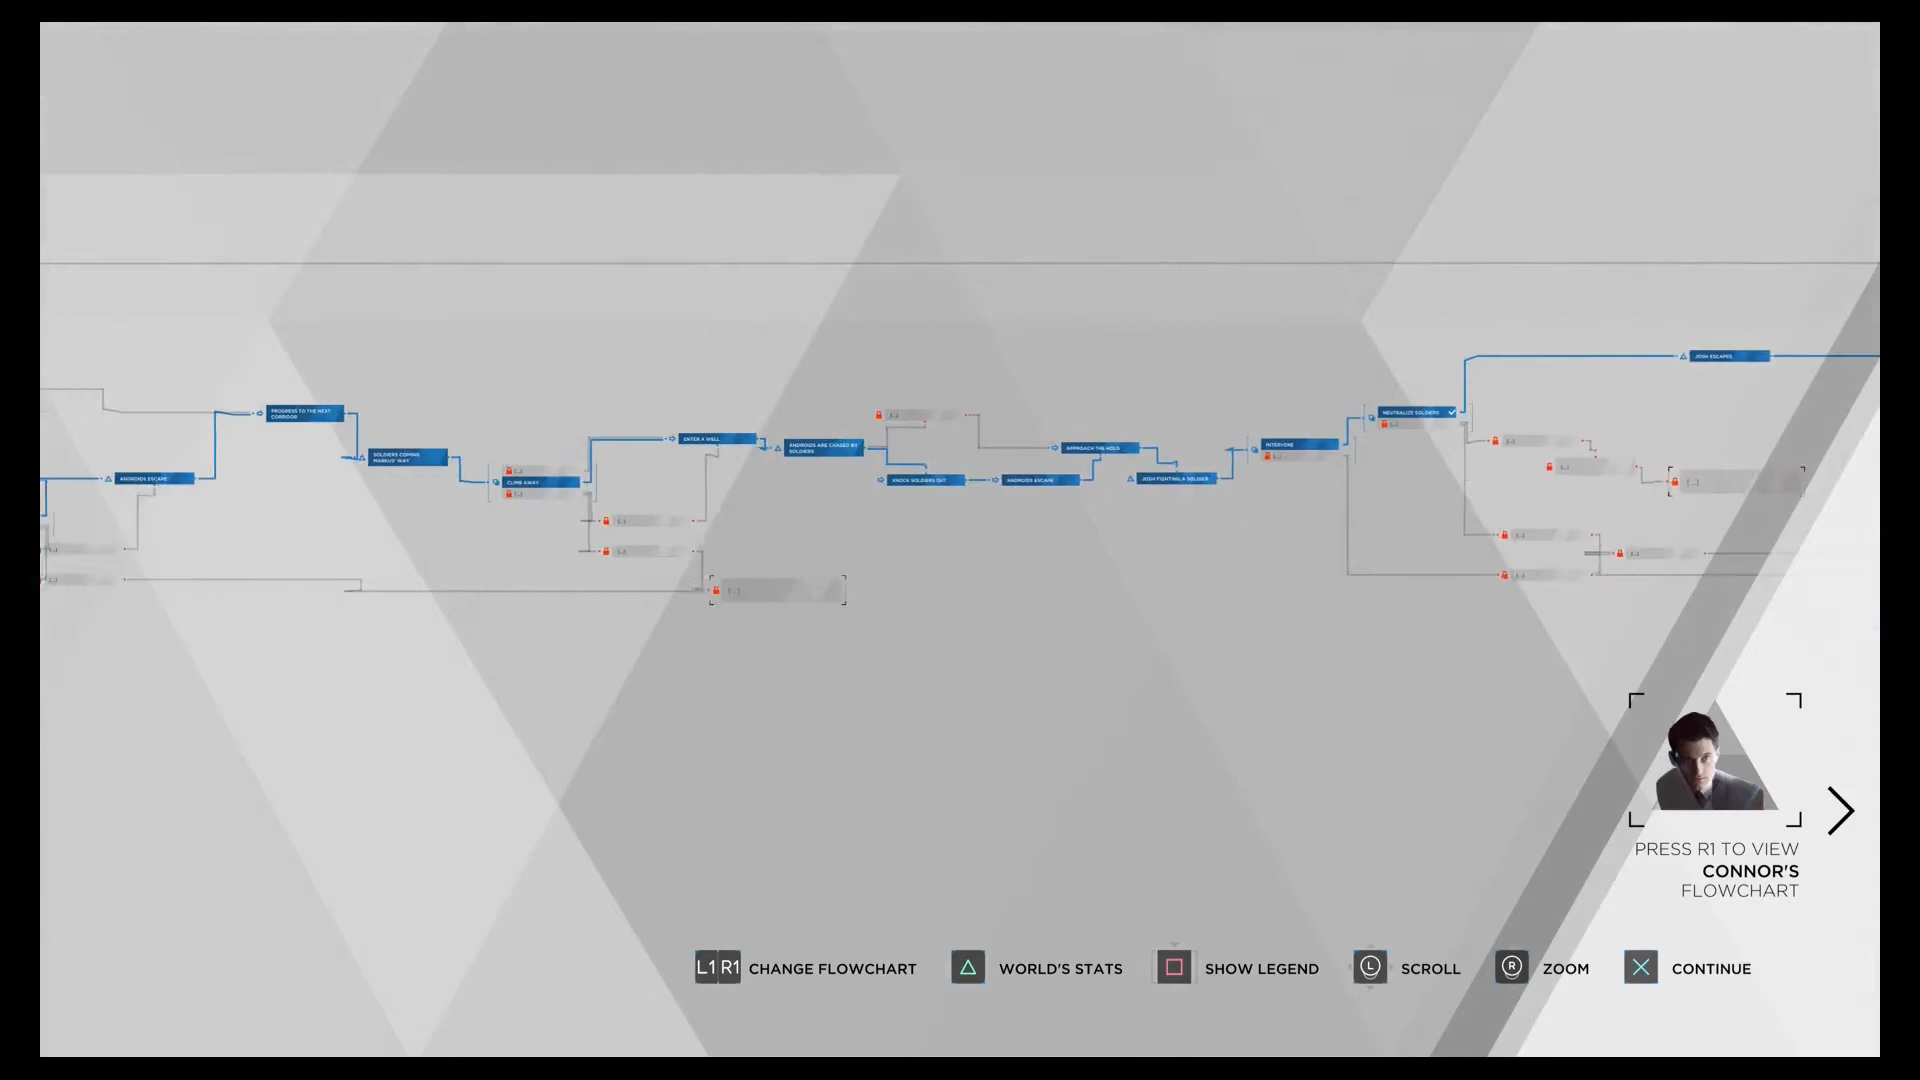 JOSH ESCAPES
PROGRESS TO THE NEXT
CORRIDOR
NEUTRALIZE SOLDIERS
[...]
[...]
[...]
ENTER A WELL
ANDROIDS ARE CHASED BY
SOLDIERS
APPROACH THE HOLD
INTERVENE
[...]
SOLDIERS COMING
MARKUS' WAY
[...]
[...]
ANDROIDS ESCAPE
CLIMB AWAY
[...]
KNOCK SOLDIERS OUT
ANDROIDS ESCAPE
JOSH FIGHTING A SOLDIER
[...]
[...]
[...]
[...]
[...]
[...]
[...]
[...]
[...]
PRESS R1 TO VIEW
CONNOR'S
FLOWCHART
L1 R1 CHANGE FLOWCHART
WORLD'S STATS
SHOW LEGEND
L SCROLL
R ZOOM
CONTINUE